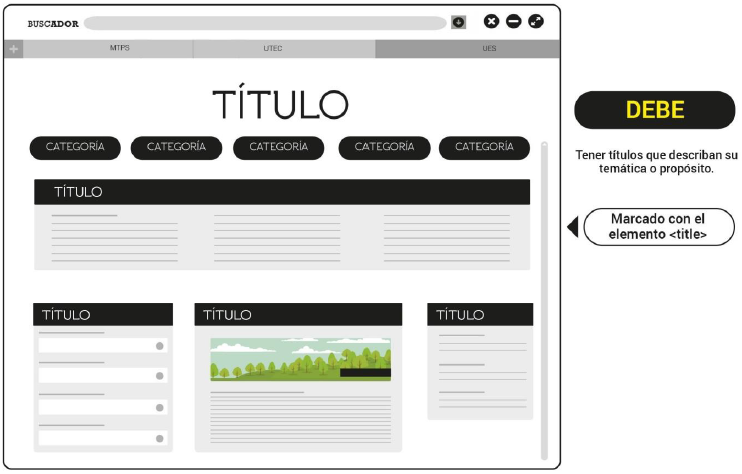 BUSCADOR
+ MTPS UTEC UES
TÍTULO
CATEGORÍA CATEGORÍA CATEGORÍA CATEGORÍA CATEGORÍA
TÍTULO
TÍTULO TÍTULO TÍTULO
DEBE
Tener títulos que describan su
temática o propósito.
Marcado con el
elemento <title>